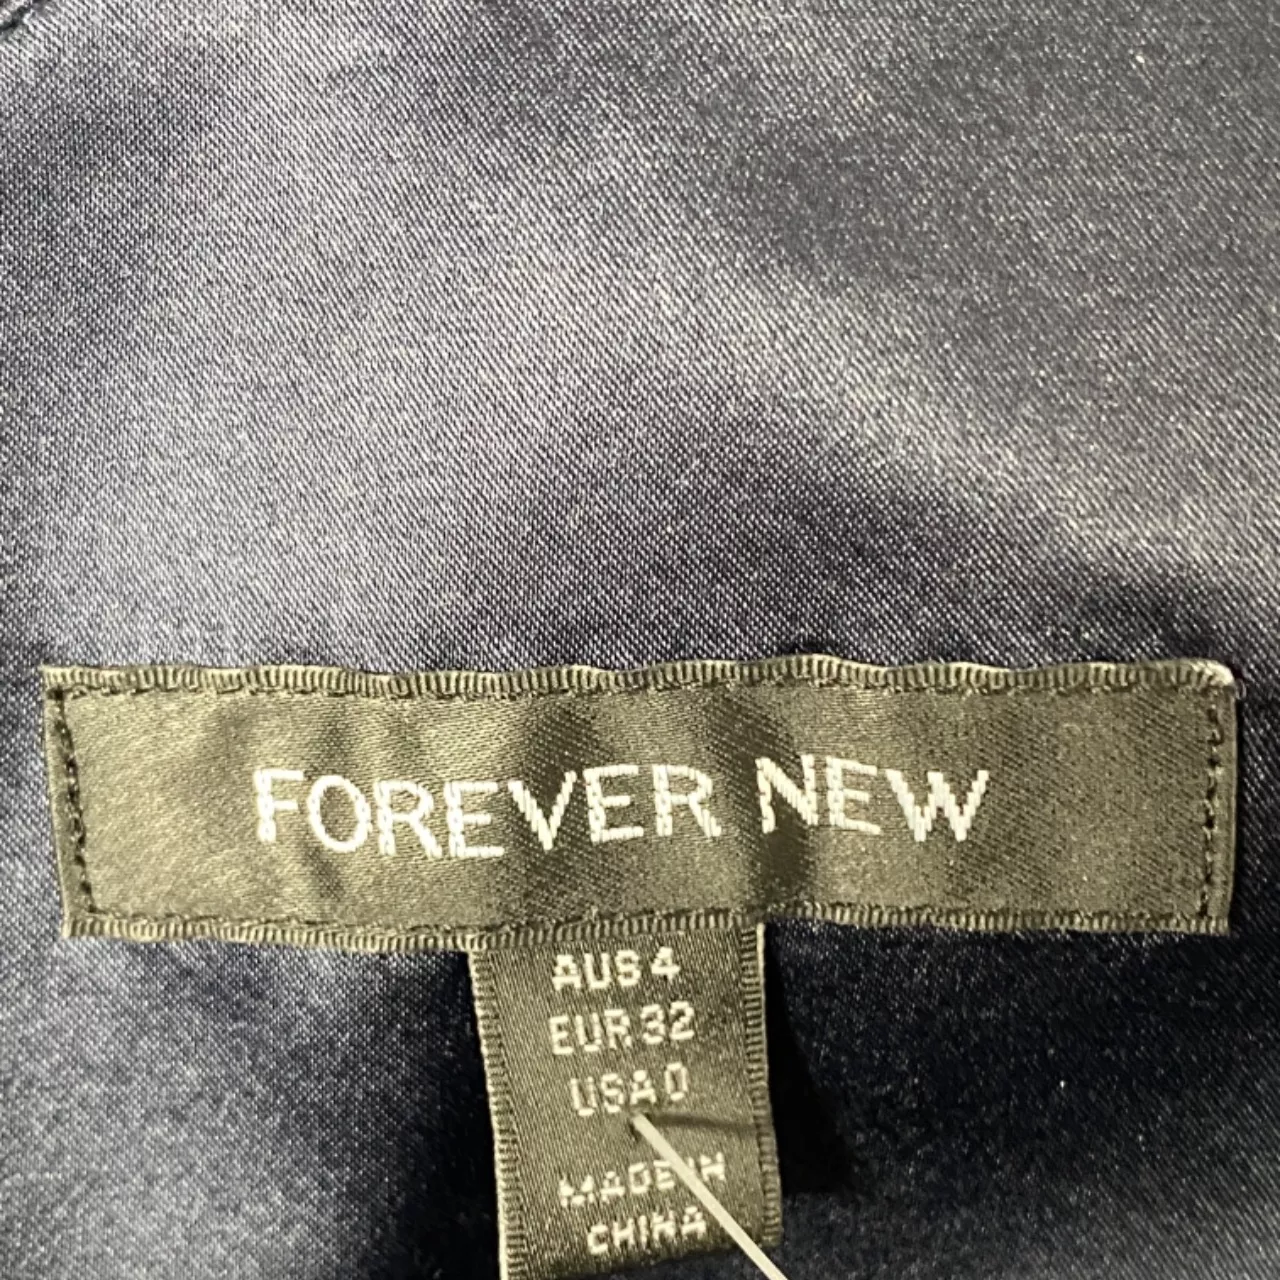 FOREVER NEW
AUS 4
EUR 32
USA 0
MADE IN
CHINA